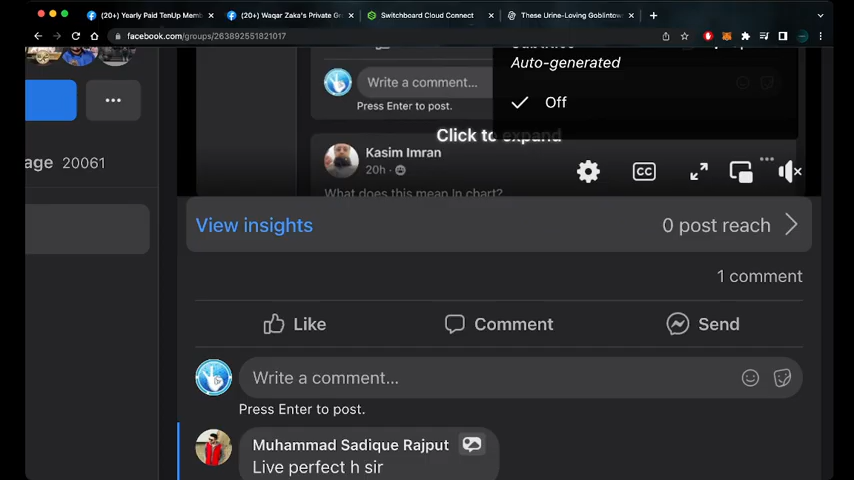 (20+) Yearly Paid TenUp Memb
(20+) Waqar Zaka's Private Gr
Switchboard Cloud Connect
These Urine-Loving Goblintow
facebook.com/groups/263892551821017
Auto-generated
Write a comment...
Off
Press Enter to post.
Click to expand
Kasim Imran
20h
CC
What does this mean In chart?
age 20061
View insights
0 post reach
1 comment
Like
Comment
Send
Write a comment...
Press Enter to post.
Muhammad Sadique Rajput
Live perfect h sir